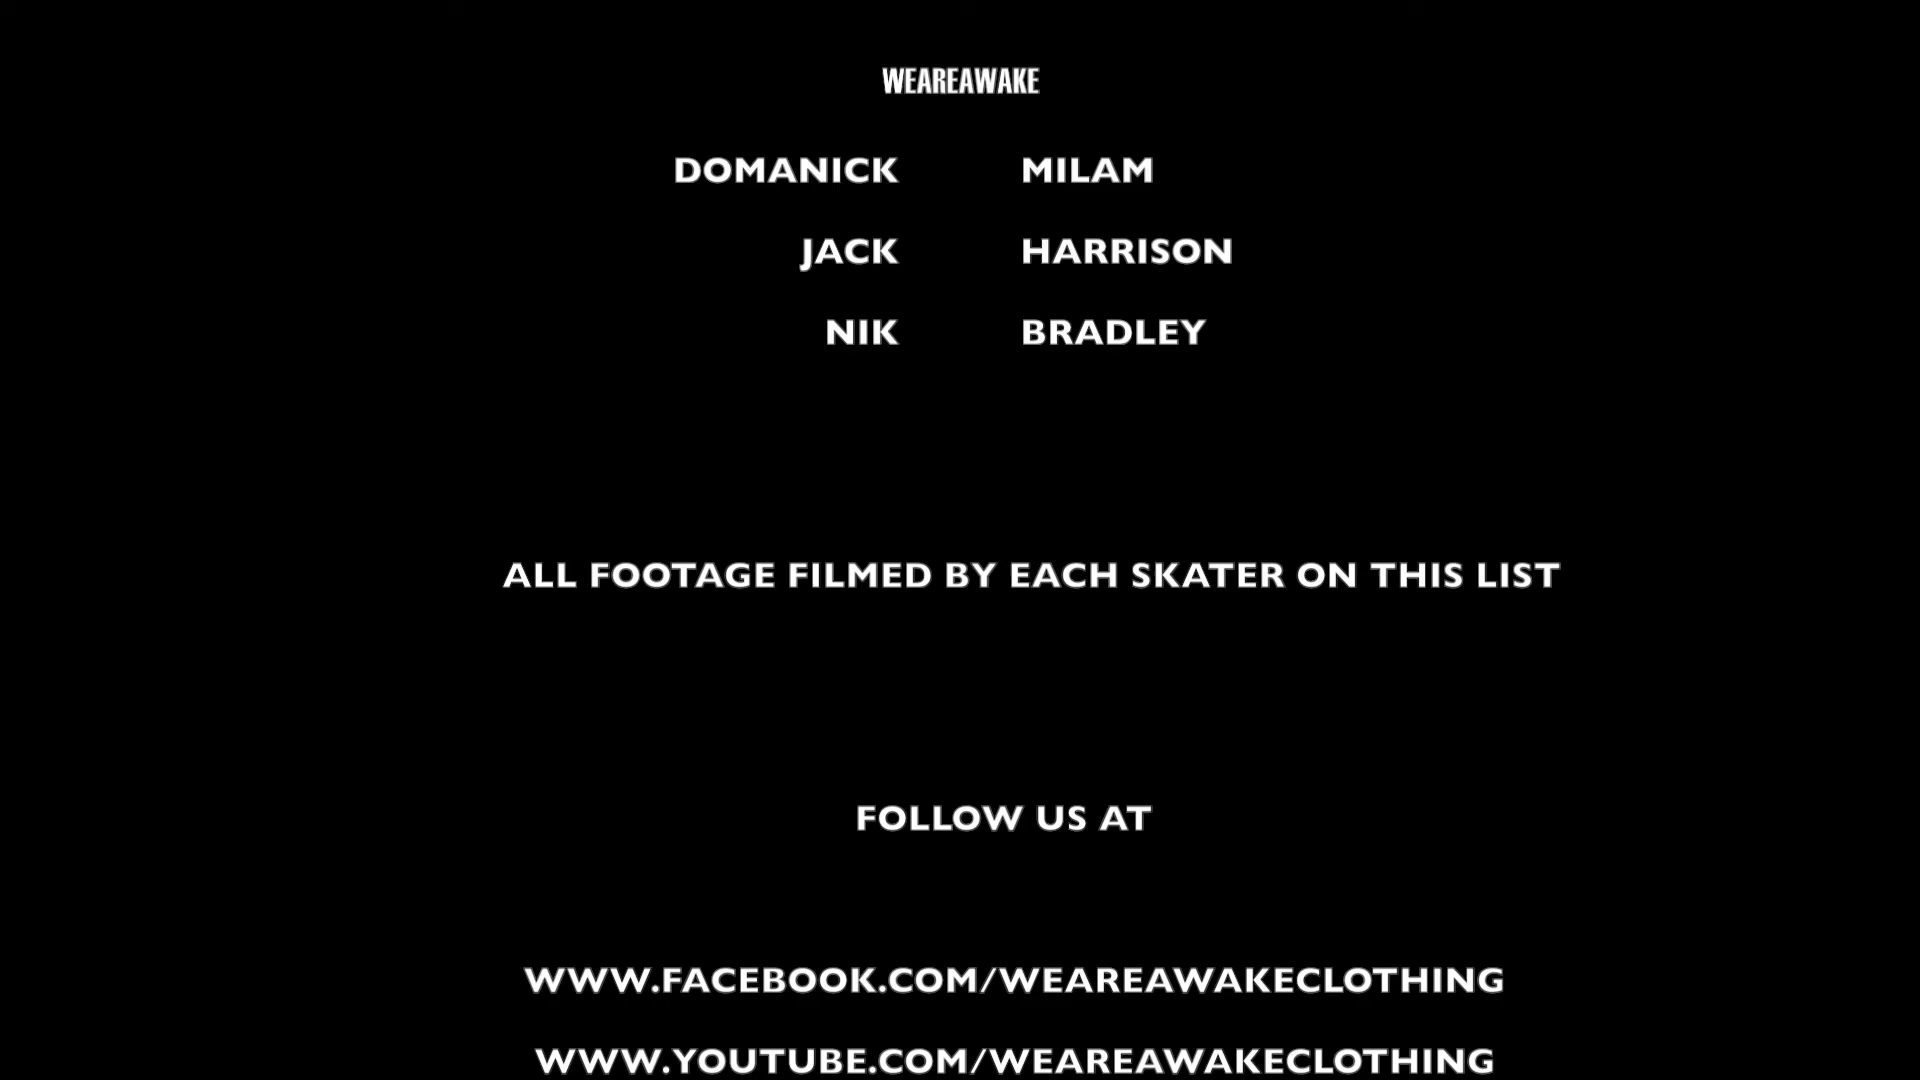 WEAREAWAKE
DOMANICK MILAM
JACK HARRISON
NIK BRADLEY
ALL FOOTAGE FILMED BY EACH SKATER ON THIS LIST
FOLLOW US AT
WWW.FACEBOOK.COM/WEAREAWAKECLOTHING
WWW.YOUTUBE.COM/WEAREAWAKECLOTHING